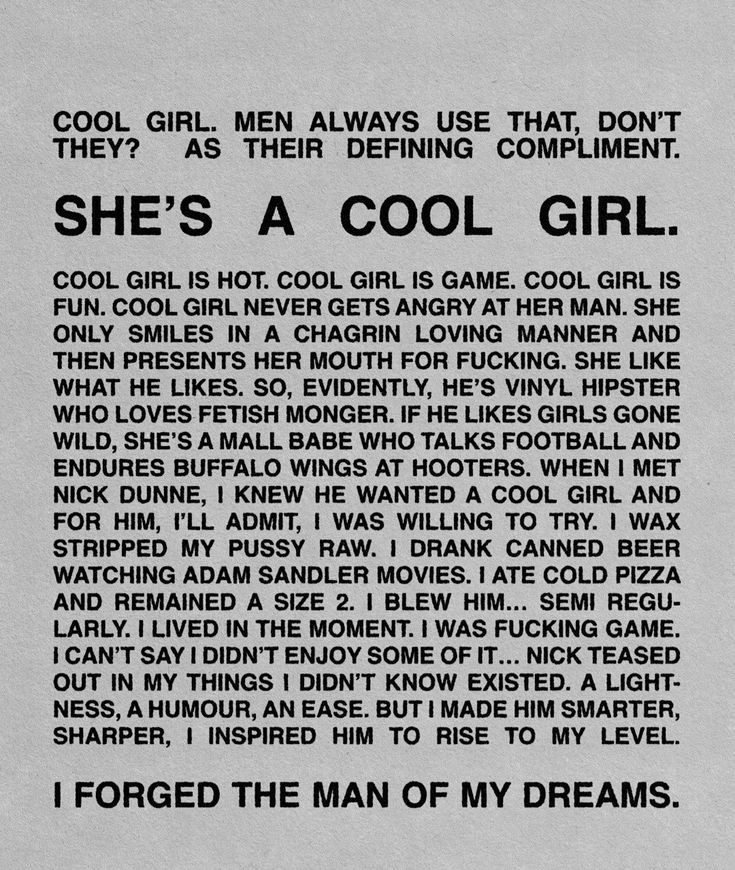 COOL GIRL. MEN ALWAYS USE THAT, DON'T
THEY? AS THEIR DEFINING COMPLIMENT.
SHE'S A COOL GIRL.
COOL GIRL IS HOT. COOL GIRL IS GAME. COOL GIRL IS
FUN. COOL GIRL NEVER GETS ANGRY AT HER MAN. SHE
ONLY SMILES IN A CHAGRIN LOVING MANNER AND
THEN PRESENTS HER MOUTH FOR FUCKING. SHE LIKE
WHAT HE LIKES. SO, EVIDENTLY, HE'S VINYL HIPSTER
WHO LOVES FETISH MONGER. IF HE LIKES GIRLS GONE
WILD, SHE'S A MALL BABE WHO TALKS FOOTBALL AND
ENDURES BUFFALO WINGS AT HOOTERS. WHEN I MET
NICK DUNNE, I KNEW HE WANTED A COOL GIRL AND
FOR HIM, I'LL ADMIT, I WAS WILLING TO TRY. I WAX
STRIPPED MY PUSSY RAW. I DRANK CANNED BEER
WATCHING ADAM SANDLER MOVIES. I ATE COLD PIZZA
AND REMAINED A SIZE 2. I BLEW HIM... SEMI REGU-
LARLY. I LIVED IN THE MOMENT. I WAS FUCKING GAME.
I CAN'T SAY I DIDN'T ENJOY SOME OF IT... NICK TEASED
OUT IN MY THINGS I DIDN'T KNOW EXISTED. A LIGHT-
NESS, A HUMOUR, AN EASE. BUT I MADE HIM SMARTER,
SHARPER, I INSPIRED HIM TO RISE TO MY LEVEL.
I FORGED THE MAN OF MY DREAMS.